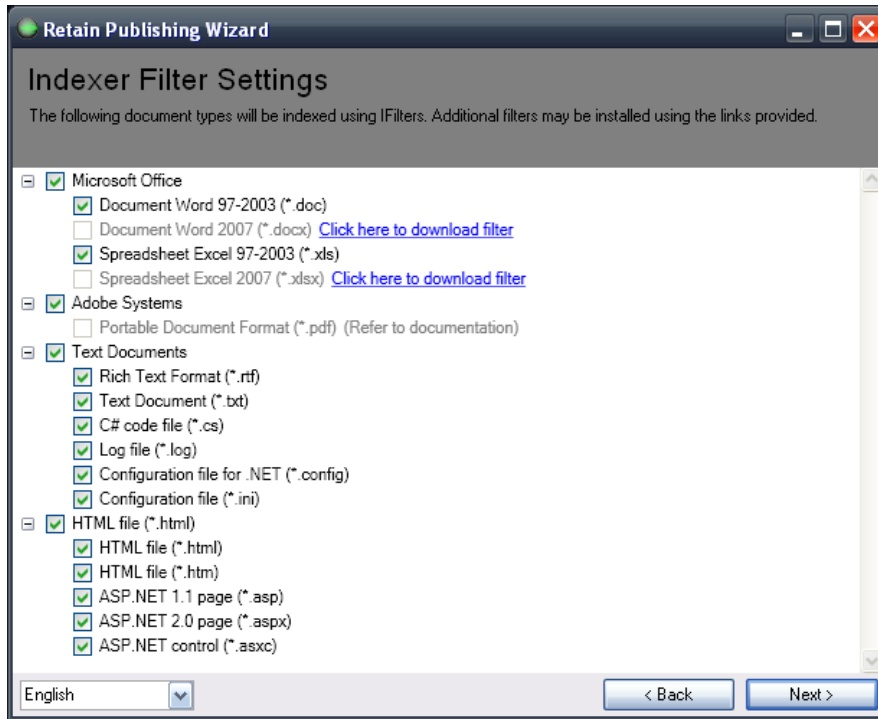 Retain Publishing Wizard
Indexer Filter Settings
The following document types will be indexed using IFilters. Additional filters may be installed using the links provided.
Microsoft Office
Document Word 97-2003 (*.doc)
Document Word 2007 (*.docx) Click here to download filter
Spreadsheet Excel 97-2003 (*.xls)
Spreadsheet Excel 2007 (*.xlsx) Click here to download filter
Adobe Systems
Portable Document Format (*.pdf) (Refer to documentation)
Text Documents
Rich Text Format (*.rtf)
Text Document (*.txt)
C# code file (*.cs)
Log file (*.log)
Configuration file for .NET (*.config)
Configuration file (*.ini)
HTML file (*.html)
HTML file (*.html)
HTML file (*.htm)
ASP.NET 1.1 page (*.asp)
ASP.NET 2.0 page (*.aspx)
ASP.NET control (*.asxc)
English < Back Next >